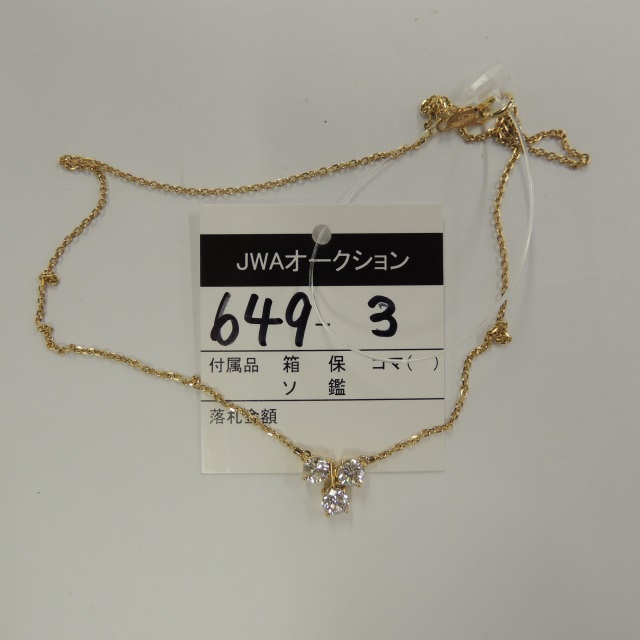 JWAオークション
649-3
付属品 箱 保 コマ( )
ソ 鑑
落札金額